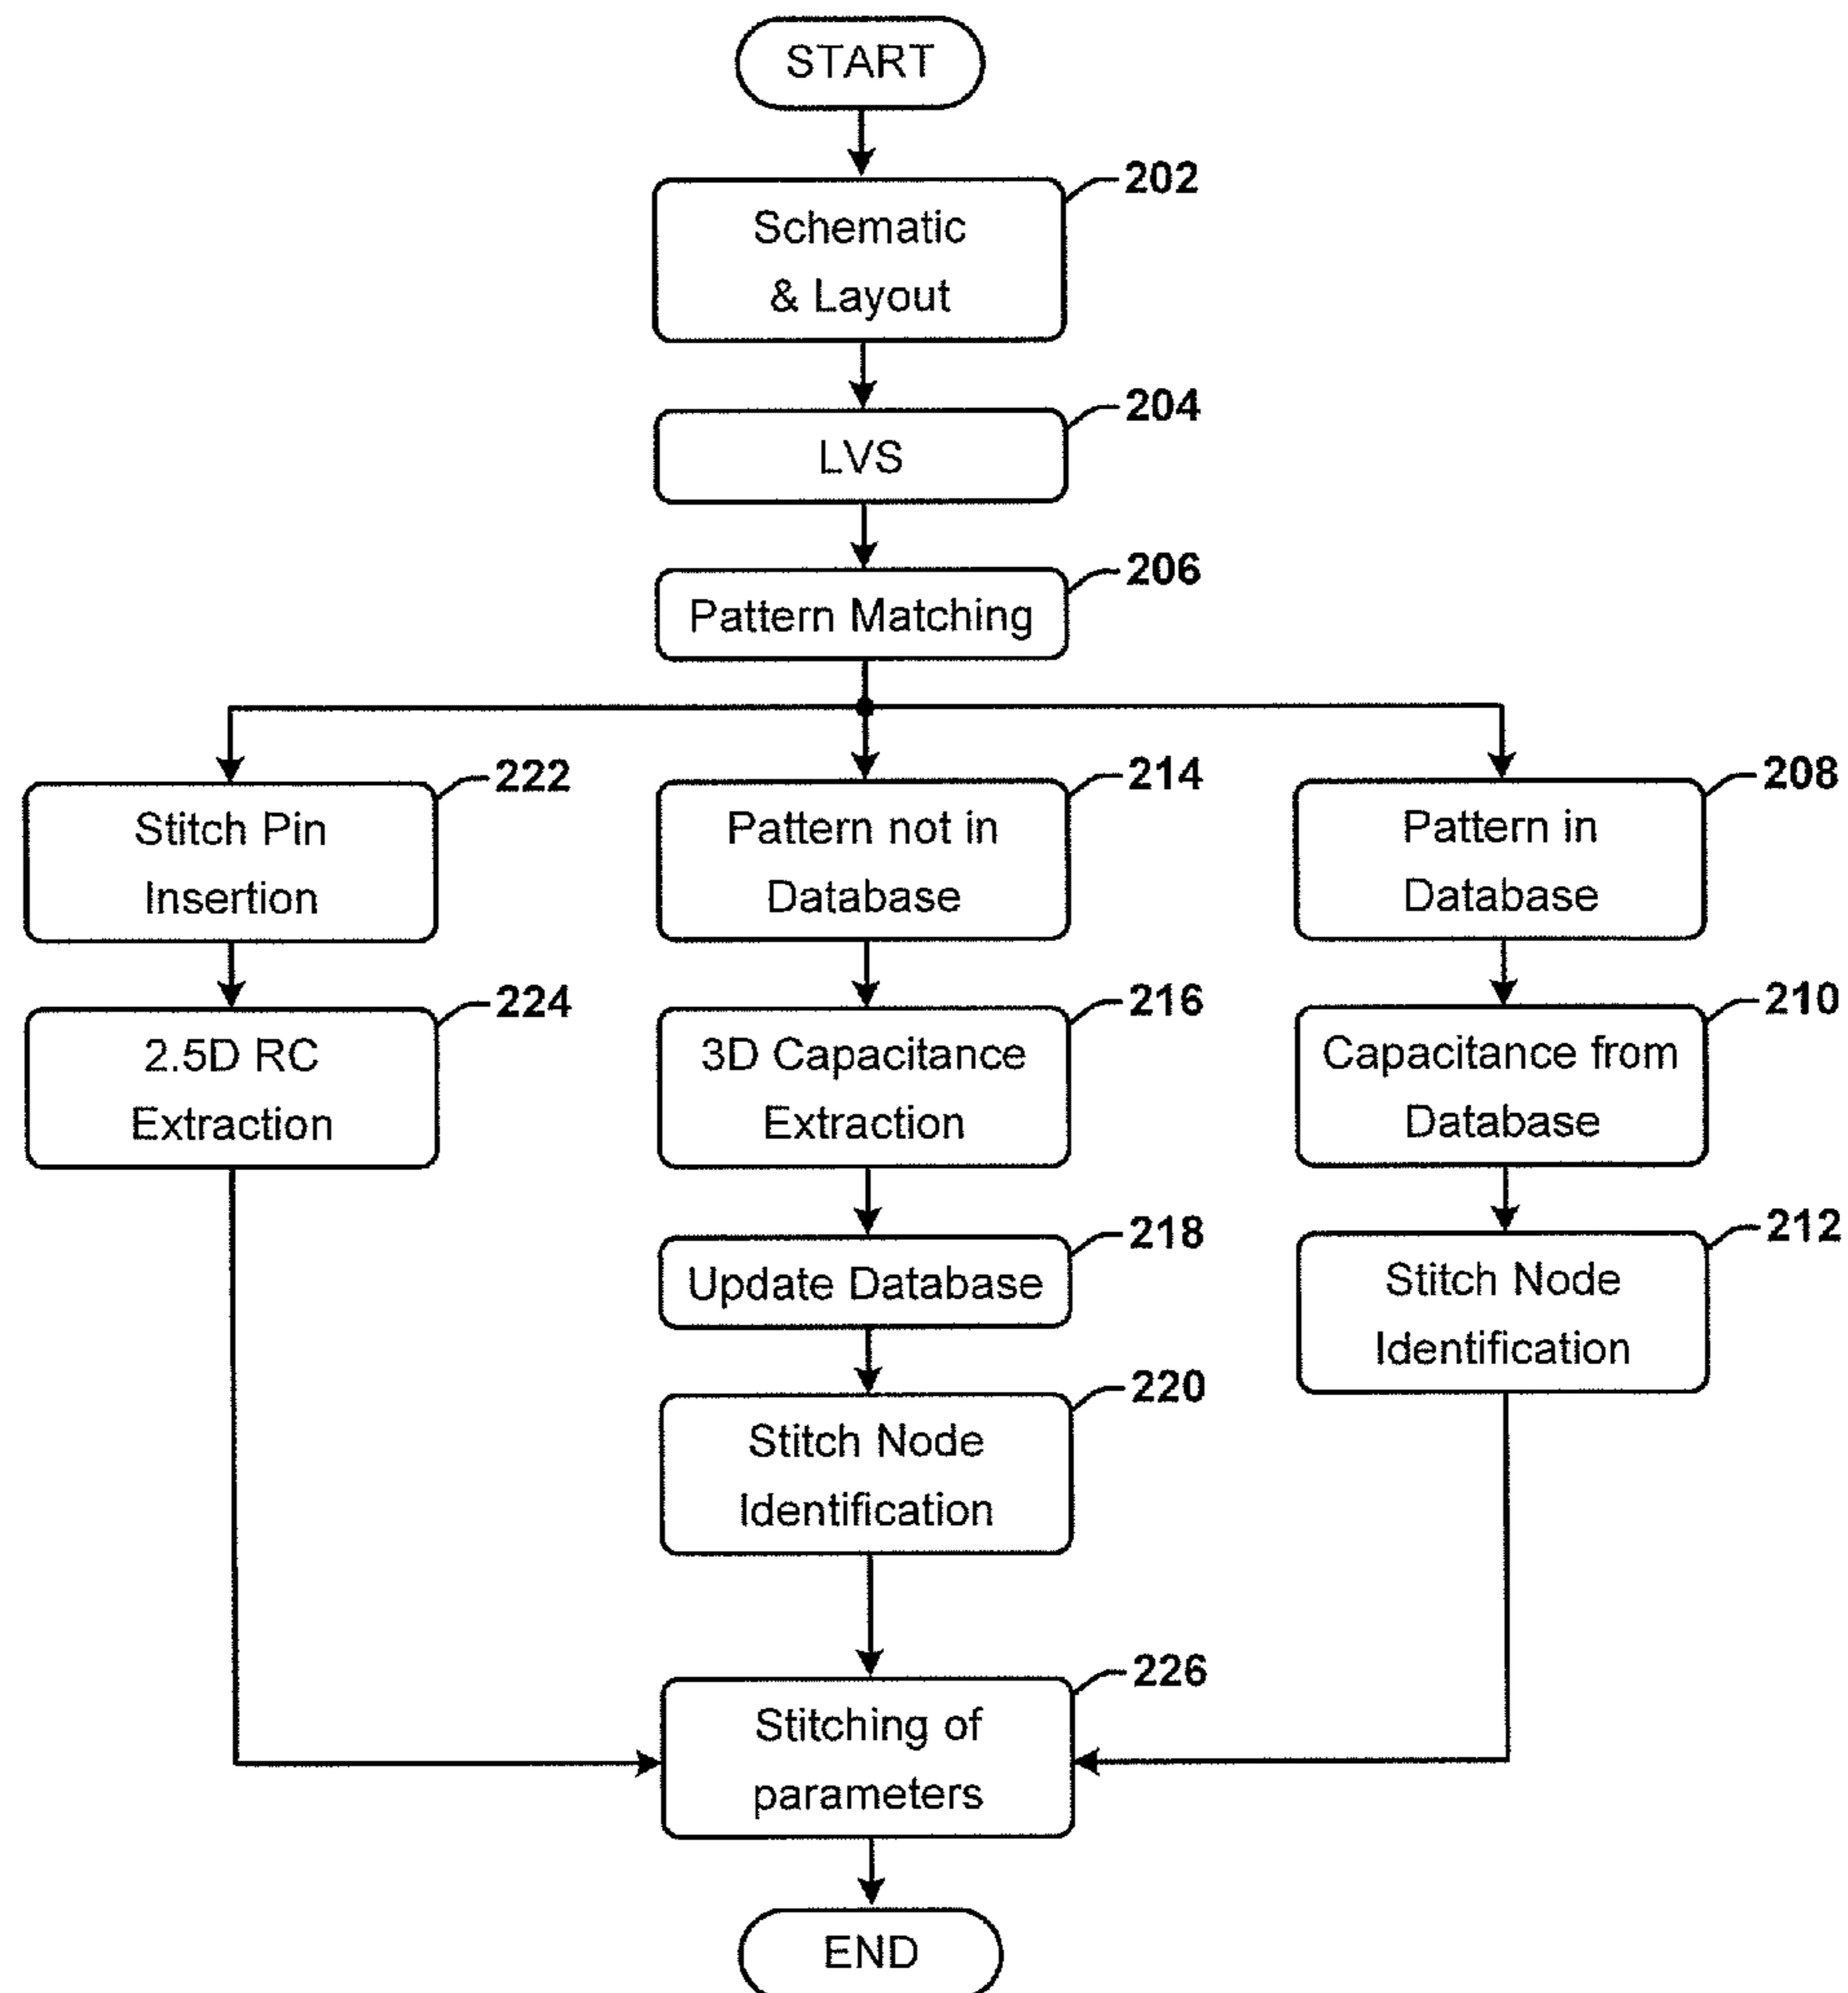 START
202
Schematic
& Layout
204
LVS
206
Pattern Matching
222
Stitch Pin
Insertion
214
Pattern not in
Database
208
Pattern in
Database
224
2.5D RC
Extraction
216
3D Capacitance
Extraction
210
Capacitance from
Database
218
Update Database
212
Stitch Node
Identification
220
Stitch Node
Identification
226
Stitching of
parameters
END